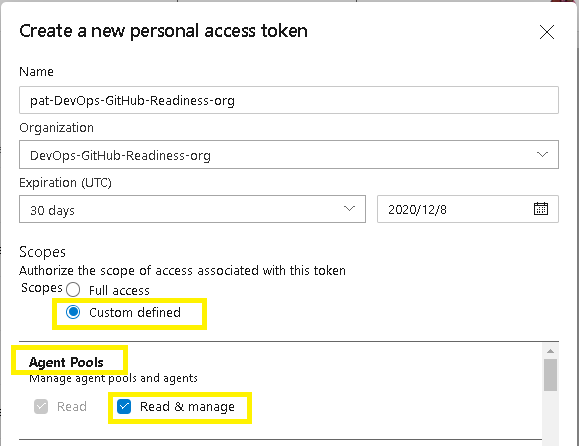 Create a new personal access token
Name
pat-DevOps-GitHub-Readiness-org
Organization
DevOps-GitHub-Readiness-org
Expiration (UTC)
30 days
2020/12/8
Scopes
Authorize the scope of access associated with this token
Scopes
Full access
Custom defined
Agent Pools
Manage agent pools and agents
Read
Read & manage